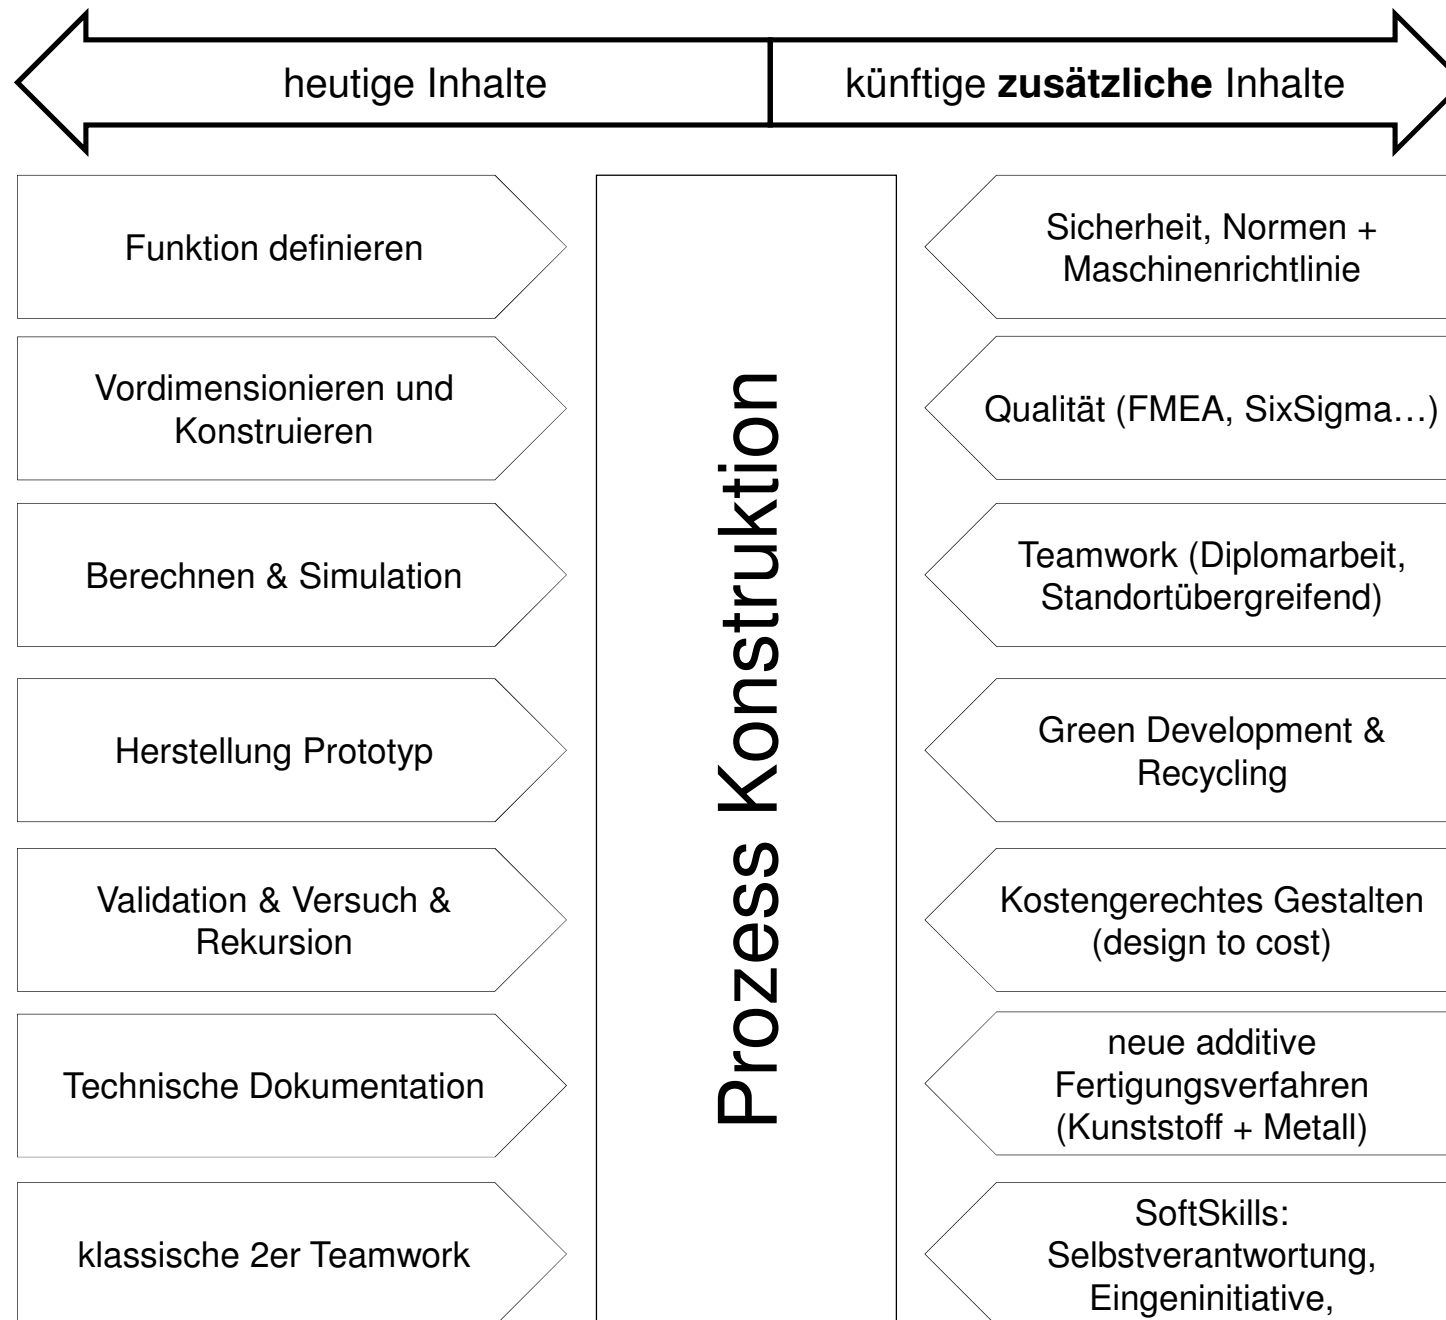 heutige Inhalte
künftige zusätzliche Inhalte
Funktion definieren
Vordimensionieren und
Konstruieren
Berechnen & Simulation
Herstellung Prototyp
Validation & Versuch &
Rekursion
Technische Dokumentation
klassische 2er Teamwork
Prozess Konstruktion
Sicherheit, Normen +
Maschinenrichtlinie
Qualität (FMEA, SixSigma…)
Teamwork (Diplomarbeit,
Standortübergreifend)
Green Development &
Recycling
Kostengerechtes Gestalten
(design to cost)
neue additive
Fertigungsverfahren
(Kunststoff + Metall)
SoftSkills:
Selbstverantwortung,
Eingeninitiative,